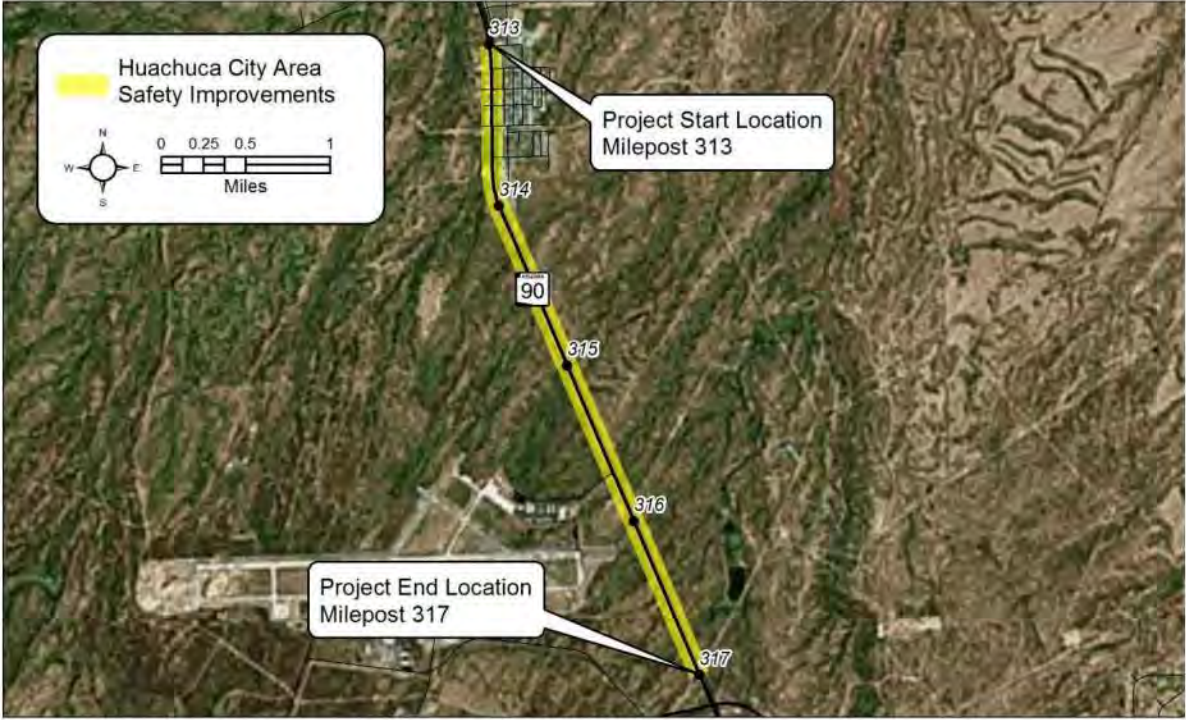 313
Huachuca City Area
Safety Improvements
N
W
E
S
0 0.25 0.5 1
Miles
Project Start Location
Milepost 313
314
90
315
316
Project End Location
Milepost 317
317